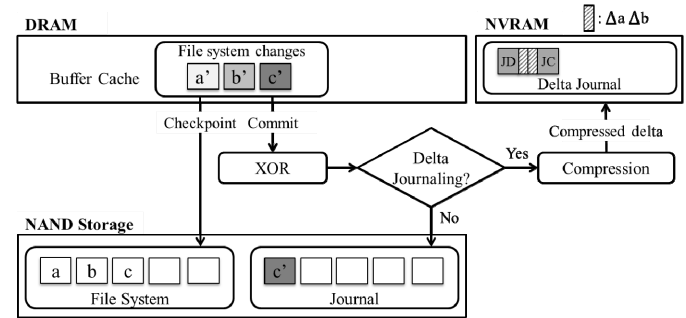 DRAM
NVRAM
: Δa Δb
File system changes
Buffer Cache
a’ b’ c’
JD JC
Delta Journal
Checkpoint Commit
Compressed delta
XOR
Delta
Journaling?
Yes
Compression
No
NAND Storage
a b c
File System
c’
Journal